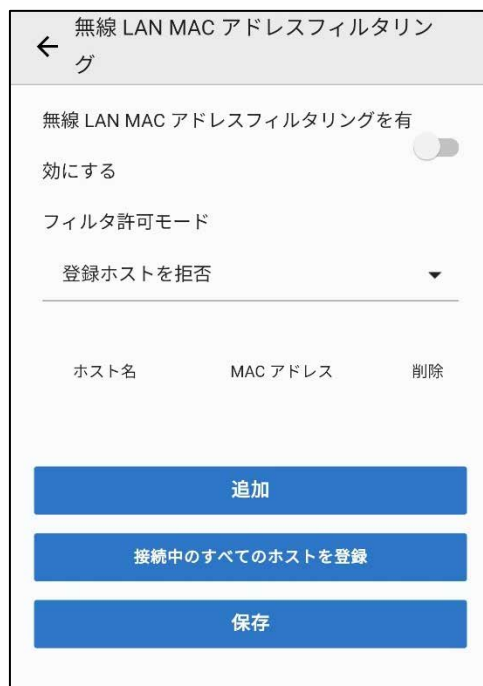 無線 LAN MAC アドレスフィルタリン
グ
無線 LAN MAC アドレスフィルタリングを有
効にする
フィルタ許可モード
登録ホストを拒否
ホスト名 MAC アドレス 削除
追加
接続中のすべてのホストを登録
保存